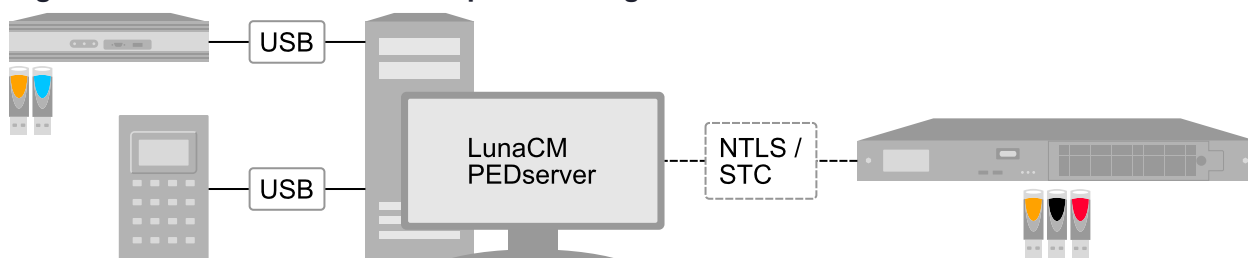 USB
LunaCM
PEDserver
NTLS /
STC
USB